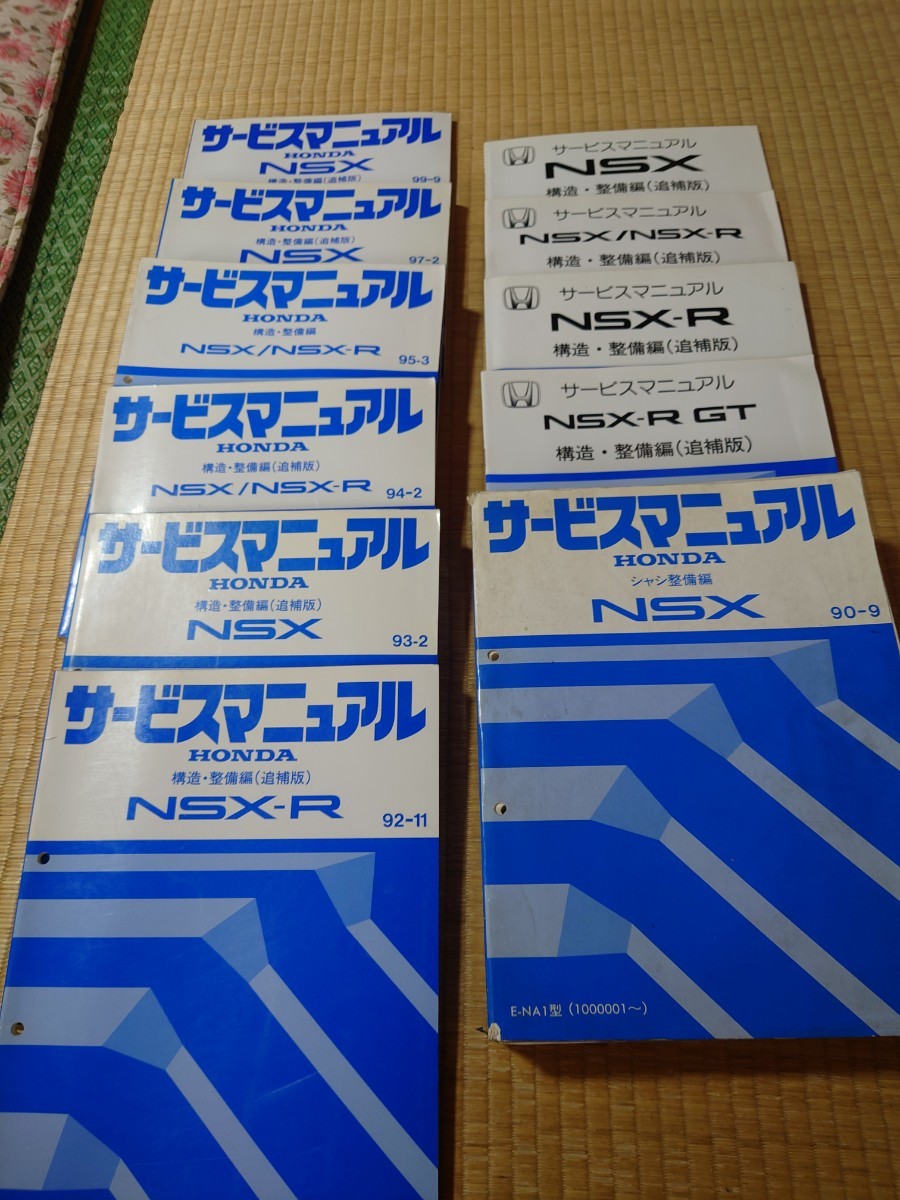 サービスマニュアル
HONDA
NSX
構造・整備編(追補版)
99-9
サービスマニュアル
HONDA
構造・整備編(追補版)
NSX
97-2
サービスマニュアル
HONDA
構造・整備編
NSX/NSX-R
95-3
サービスマニュアル
HONDA
構造・整備編(追補版)
NSX/NSX-R
94-2
サービスマニュアル
HONDA
構造・整備編(追補版)
NSX
93-2
サービスマニュアル
HONDA
構造・整備編(追補版)
NSX-R
92-11
サービスマニュアル
NSX
構造・整備編(追補版)
サービスマニュアル
NSX/NSX-R
構造・整備編(追補版)
サービスマニュアル
NSX-R
構造・整備編(追補版)
サービスマニュアル
NSX-R GT
構造・整備編(追補版)
サービスマニュアル
HONDA
シャシ整備編
NSX
90-9
E-NA1型(1000001~)